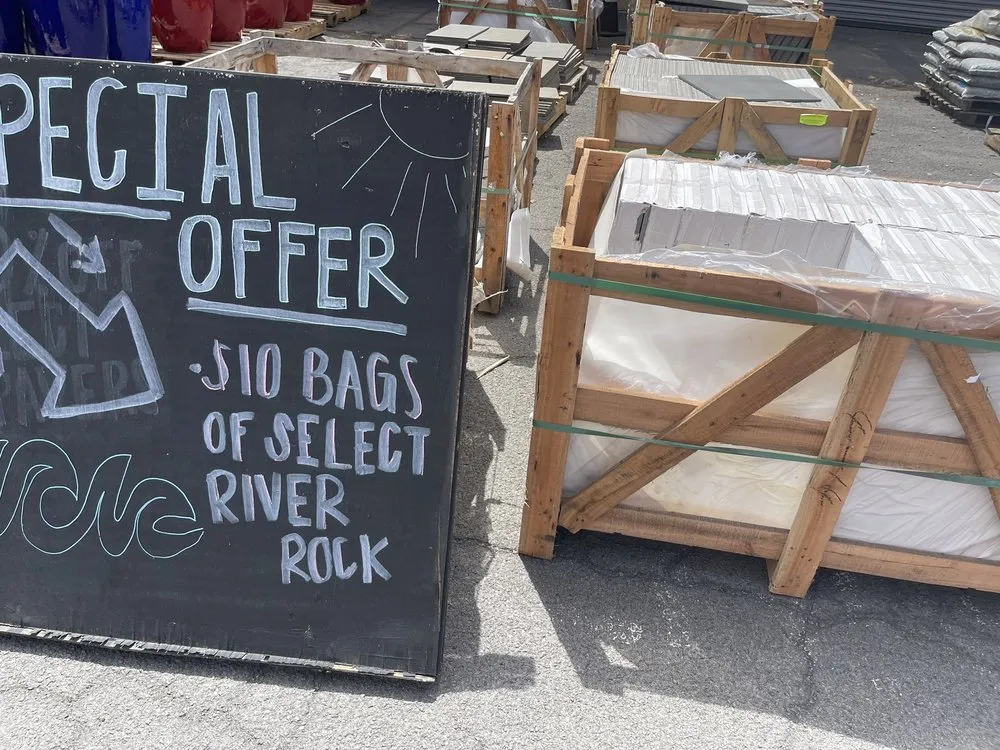 PECIAL
OFFER
·$10 BAGS
OF SELECT
RIVER
ROCK